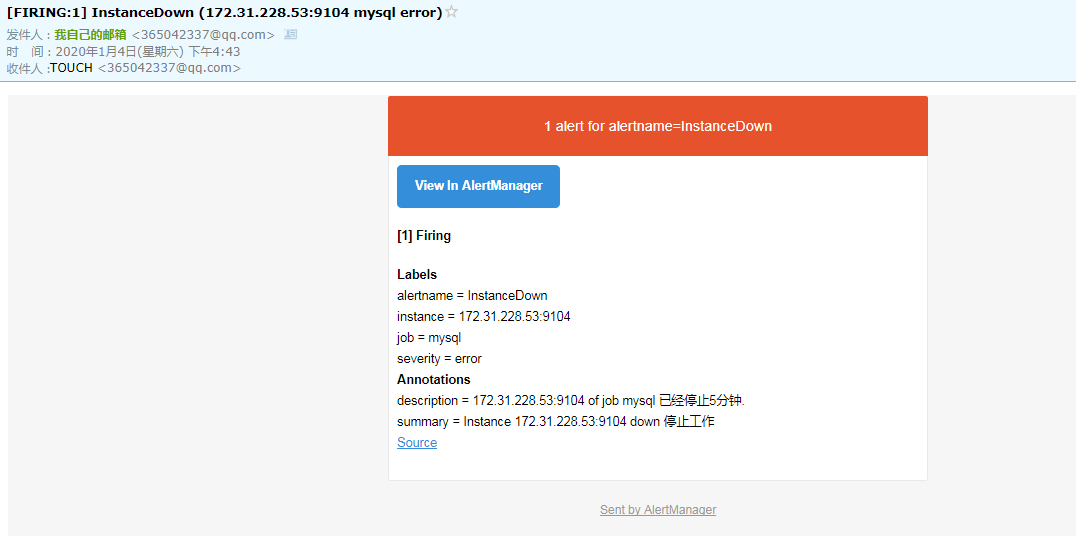 [FIRING:1] InstanceDown (172.31.228.53:9104 mysql error)
发件人：我自己的邮箱 <365042337@qq.com>
时　间：2020年1月4日(星期六) 下午4:43
收件人:TOUCH <365042337@qq.com>
1 alert for alertname=InstanceDown
View In AlertManager
[1] Firing
Labels
alertname = InstanceDown
instance = 172.31.228.53:9104
job = mysql
severity = error
Annotations
description = 172.31.228.53:9104 of job mysql 已经停止5分钟.
summary = Instance 172.31.228.53:9104 down 停止工作
Source
Sent by AlertManager